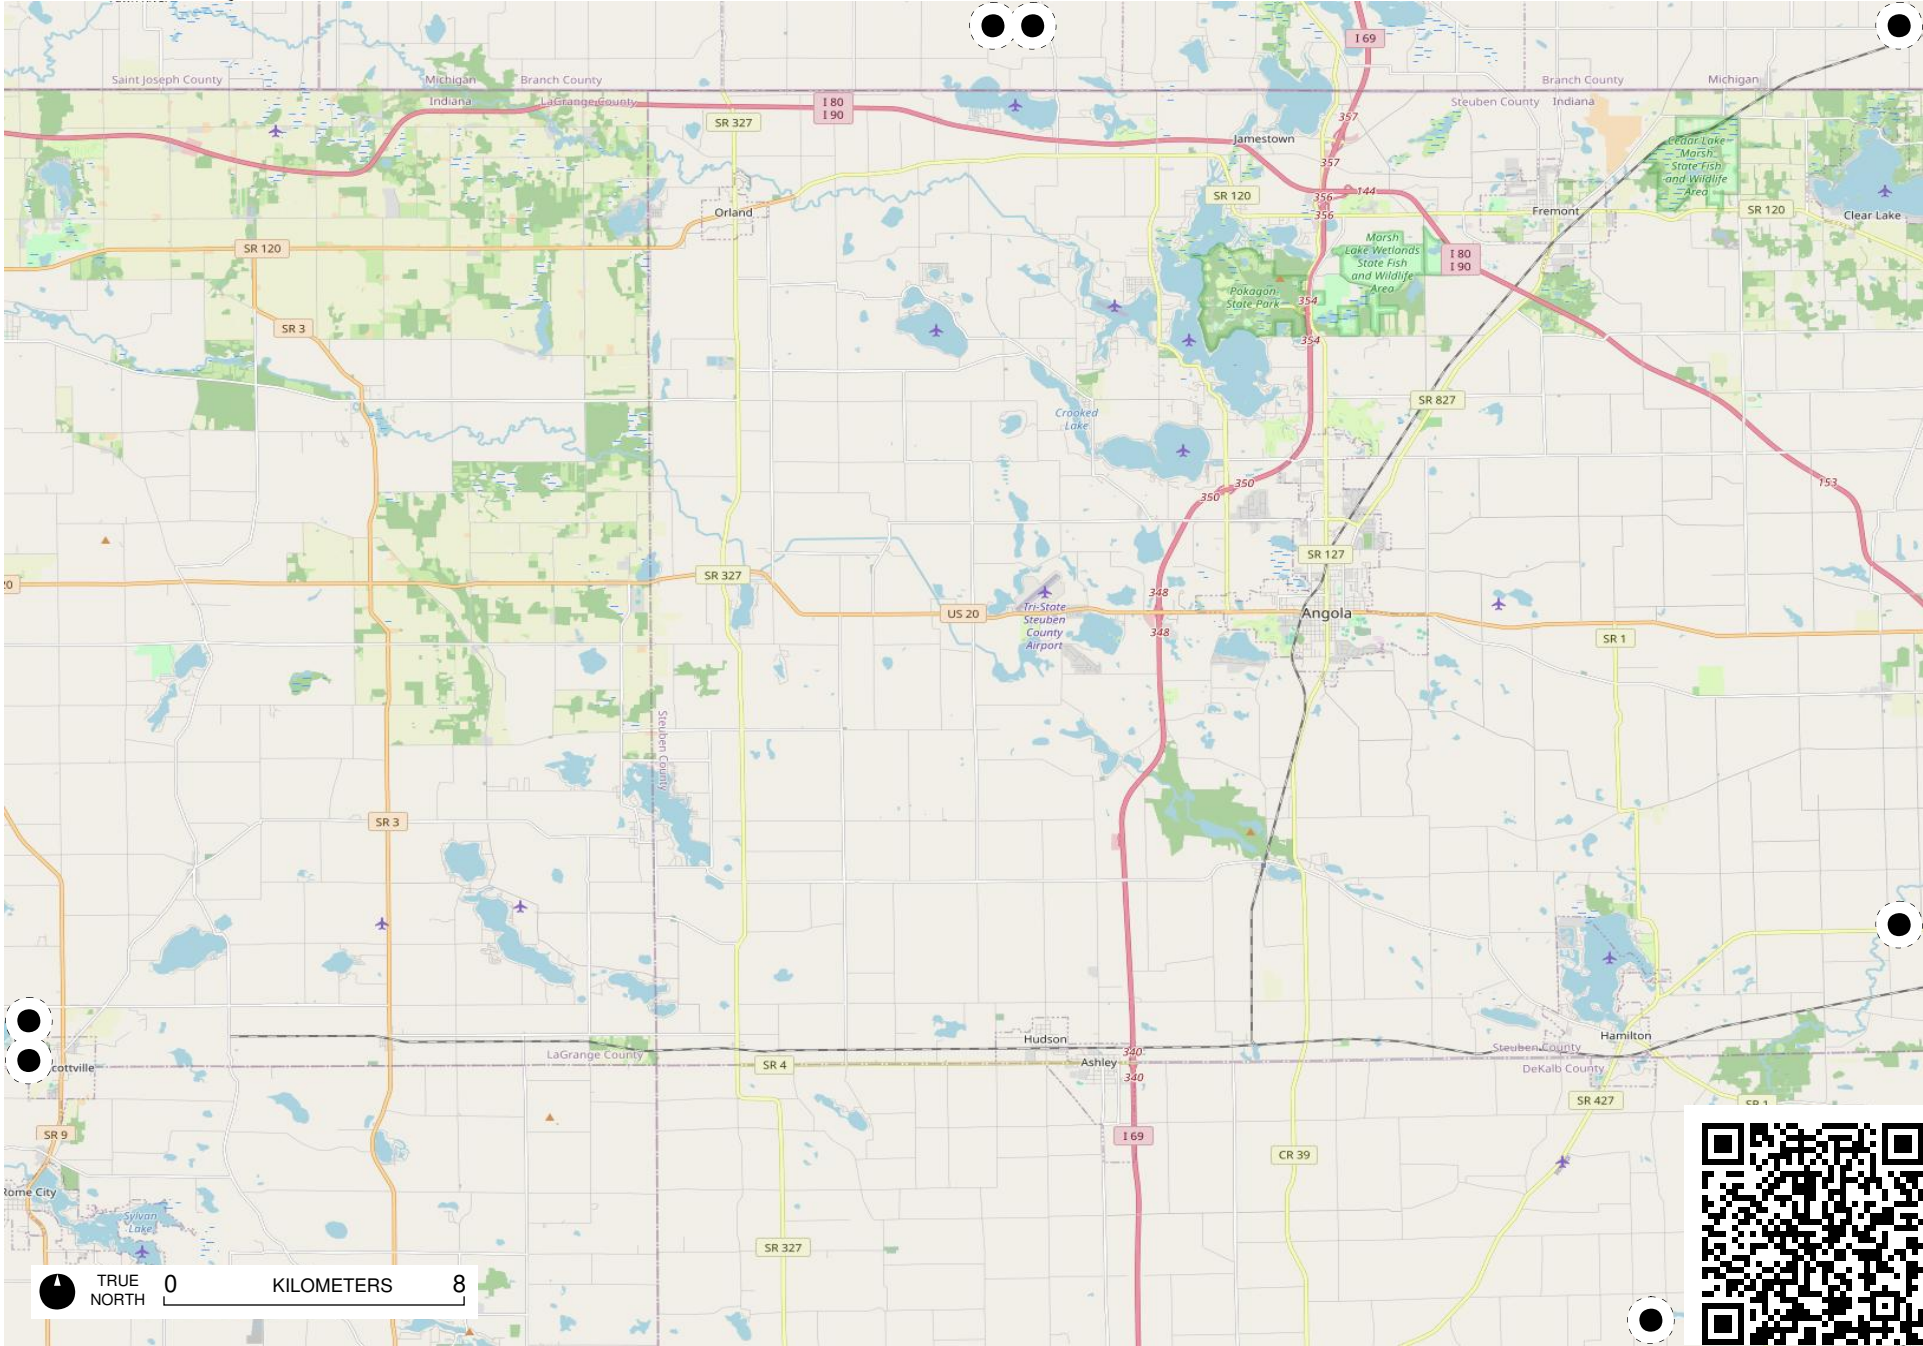 I 69
Saint Joseph County
Michigan
Branch County
Branch County
Michigan
Indiana
LaGrange County
Steuben County
Indiana
I 80
I 90
SR 327
357
Jamestown
357
Cedar Lake
Marsh
State Fish
and Wildlife
Area
144
SR 120
356
356
Orland
Fremont
SR 120
Clear Lake
SR 120
Marsh
Lake Wetlands
State Fish
and Wildlife
Area
I 80
I 90
Pokagon
State Park
354
SR 3
354
SR 827
Crooked
Lake
350
350
153
SR 127
SR 327
20
348
Tri-State
Steuben
County
Airport
US 20
Angola
348
SR 1
Steuben County
SR 3
Hudson
Hamilton
340
Steuben County
LaGrange County
SR 4
Ashley
cottville
DeKalb County
340
SR 427
SR 1
SR 9
I 69
CR 39
Rome City
Sylvan
Lake
SR 327
TRUE
NORTH
0 KILOMETERS 8